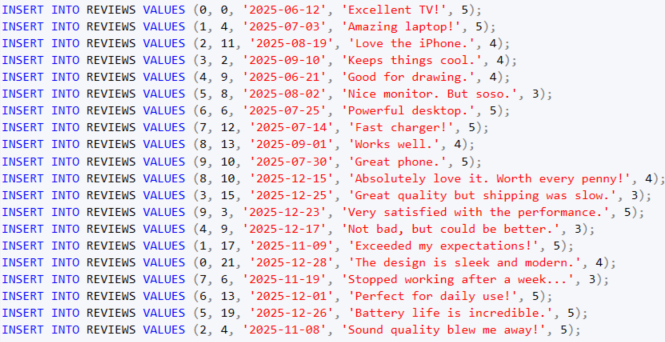 INSERT INTO REVIEWS VALUES (0, 0, '2025-06-12', 'Excellent TV!', 5);
INSERT INTO REVIEWS VALUES (1, 4, '2025-07-03', 'Amazing laptop!', 5);
INSERT INTO REVIEWS VALUES (2, 11, '2025-08-19', 'Love the iPhone.', 4);
INSERT INTO REVIEWS VALUES (3, 2, '2025-09-10', 'Keeps things cool.', 4);
INSERT INTO REVIEWS VALUES (4, 9, '2025-06-21', 'Good for drawing.', 4);
INSERT INTO REVIEWS VALUES (5, 8, '2025-08-02', 'Nice monitor. But soso.', 3);
INSERT INTO REVIEWS VALUES (6, 6, '2025-07-25', 'Powerful desktop.', 5);
INSERT INTO REVIEWS VALUES (7, 12, '2025-07-14', 'Fast charger!', 5);
INSERT INTO REVIEWS VALUES (8, 13, '2025-09-01', 'Works well.', 4);
INSERT INTO REVIEWS VALUES (9, 10, '2025-07-30', 'Great phone.', 5);
INSERT INTO REVIEWS VALUES (8, 10, '2025-12-15', 'Absolutely love it. Worth every penny!', 4);
INSERT INTO REVIEWS VALUES (3, 15, '2025-12-25', 'Great quality but shipping was slow.', 3);
INSERT INTO REVIEWS VALUES (9, 3, '2025-12-23', 'Very satisfied with the performance.', 5);
INSERT INTO REVIEWS VALUES (4, 9, '2025-12-17', 'Not bad, but could be better.', 3);
INSERT INTO REVIEWS VALUES (1, 17, '2025-11-09', 'Exceeded my expectations!', 5);
INSERT INTO REVIEWS VALUES (0, 21, '2025-12-28', 'The design is sleek and modern.', 4);
INSERT INTO REVIEWS VALUES (7, 6, '2025-11-19', 'Stopped working after a week...', 3);
INSERT INTO REVIEWS VALUES (6, 13, '2025-12-01', 'Perfect for daily use!', 5);
INSERT INTO REVIEWS VALUES (5, 19, '2025-12-26', 'Battery life is incredible.', 5);
INSERT INTO REVIEWS VALUES (2, 4, '2025-11-08', 'Sound quality blew me away!', 5);